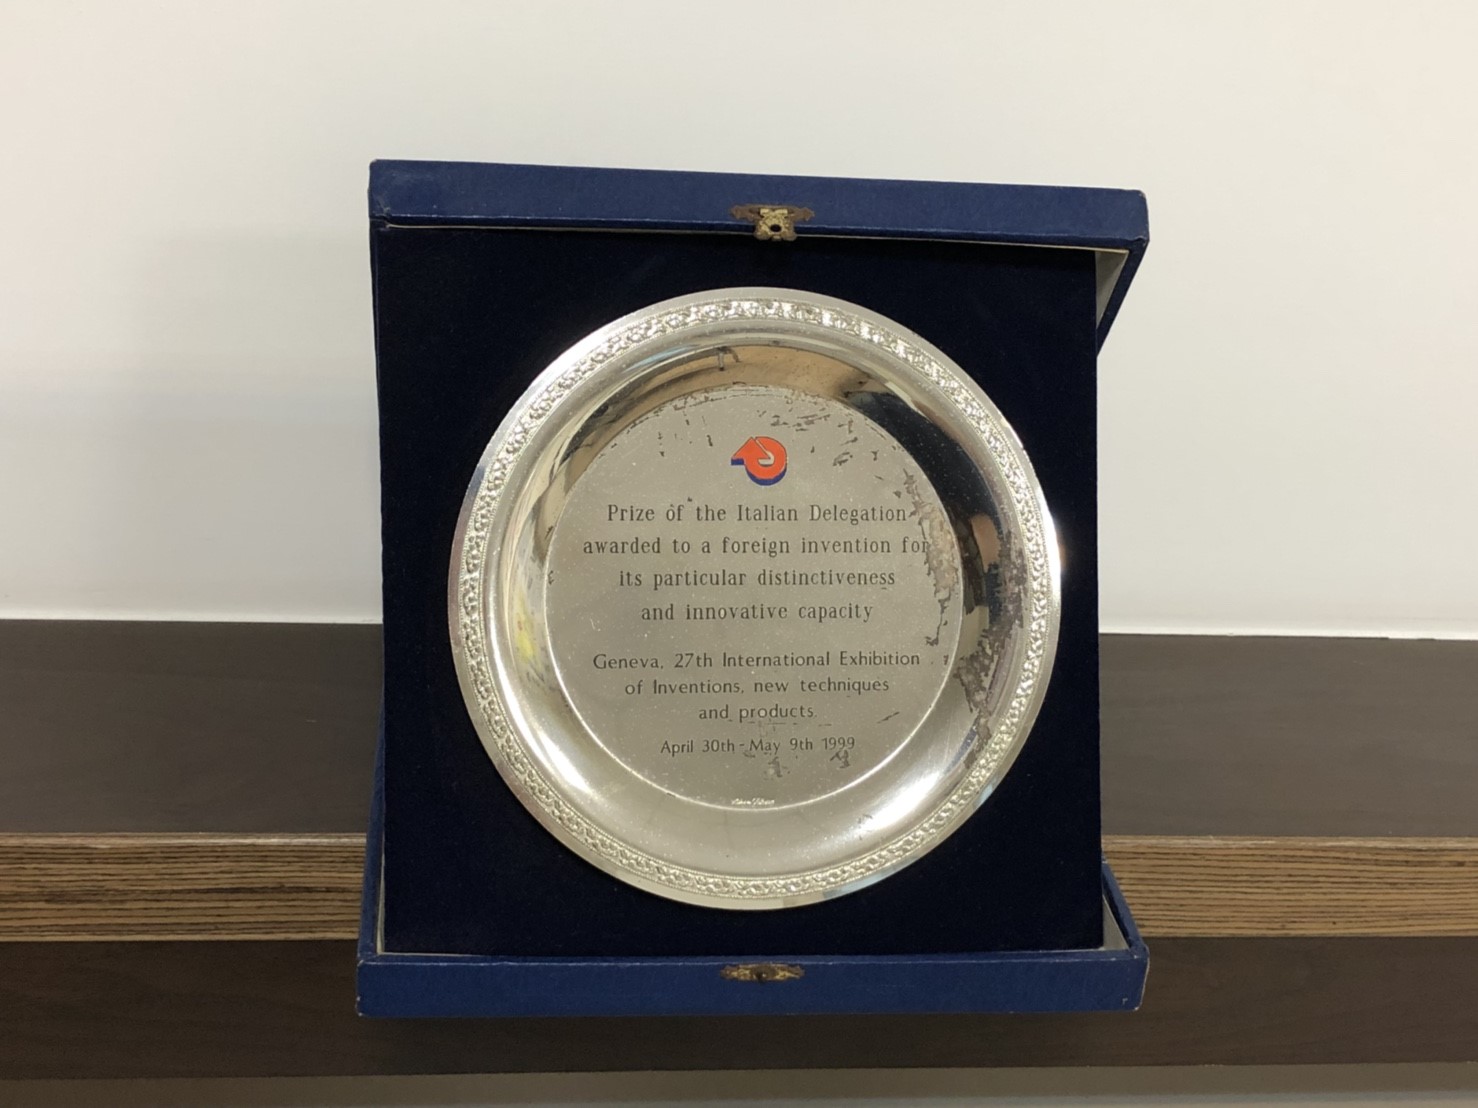 Prize of the Italian Delegation
awarded to a foreign invention for
its particular distinctiveness
and innovative capacity
Geneva, 27th International Exhibition
of Inventions, new techniques
and products.
April 30th - May 9th 1999